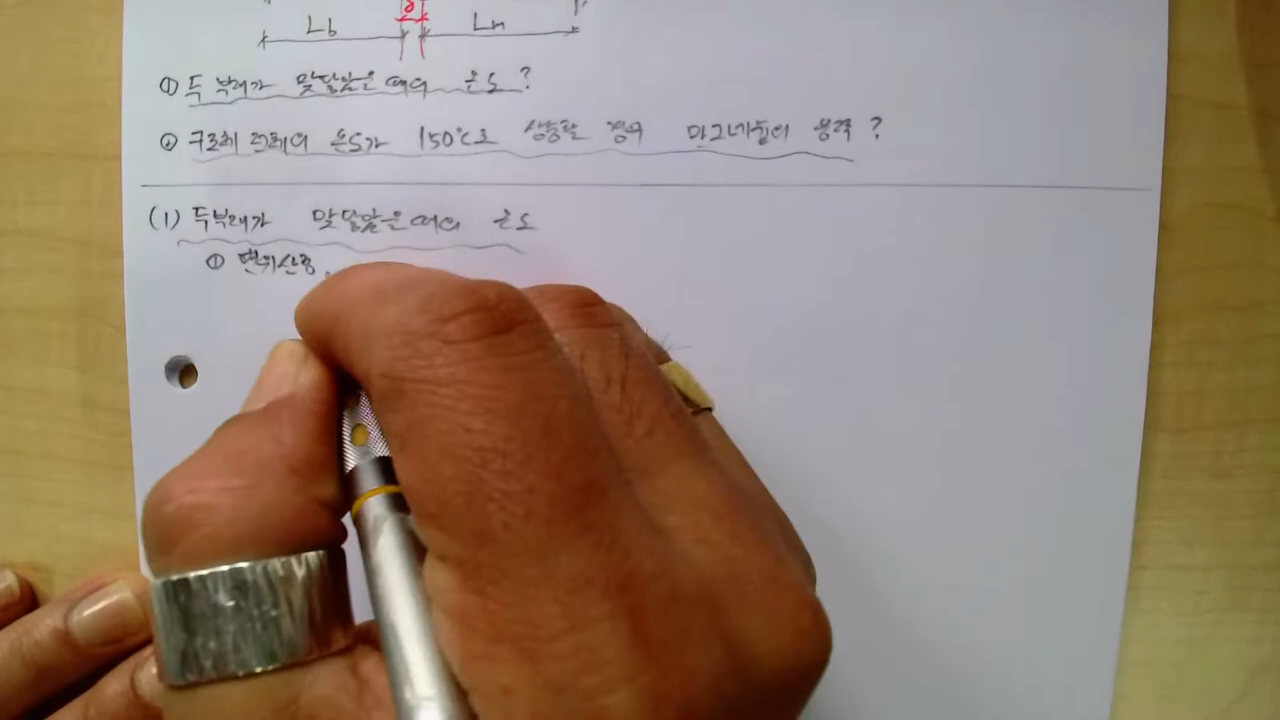 δ
Lb Lm
① 두 부재가 맞닿았을때의 온도?
② 구조체 전체의 온도가 150℃로 상승할 경우 마그네슘의 응력?
(1) 두부재가 맞닿았을때의 온도
① 변위산정